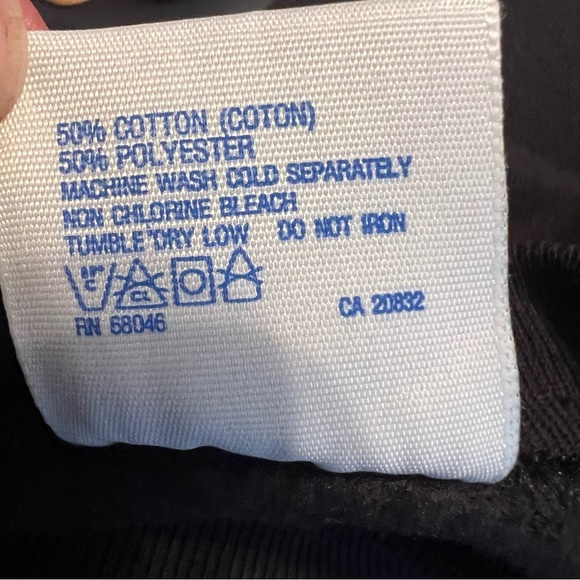 50% COTTON (COTON)
50% POLYESTER
MACHINE WASH COLD SEPARATELY
NON CHLORINE BLEACH
TUMBLE DRY LOW DO NOT IRON
CL
RN 68046 CA 20832